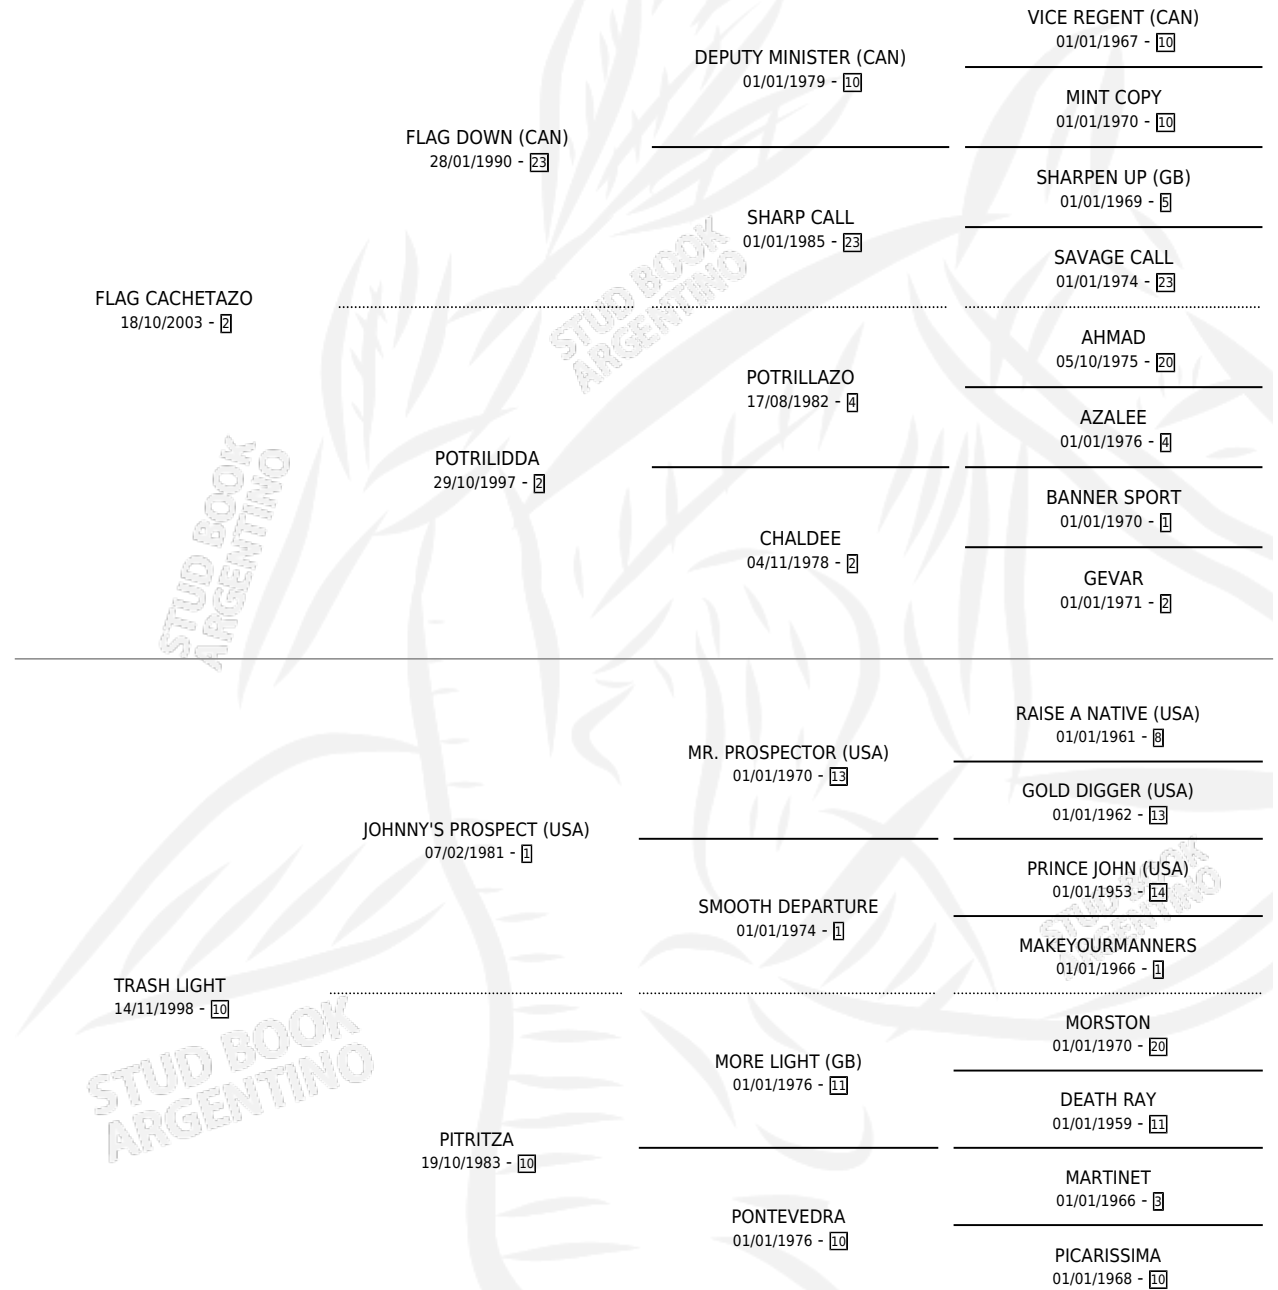 VICE REGENT (CAN)
01/01/1967 - 10
DEPUTY MINISTER (CAN)
01/01/1979 - 10
MINT COPY
01/01/1970 - 10
FLAG DOWN (CAN)
28/01/1990 - 23
SHARPEN UP (GB)
01/01/1969 - 5
SHARP CALL
01/01/1985 - 23
SAVAGE CALL
01/01/1974 - 23
FLAG CACHETAZO
18/10/2003 - 2
AHMAD
05/10/1975 - 20
POTRILLAZO
17/08/1982 - 4
AZALEE
01/01/1976 - 4
POTRILIDDA
29/10/1997 - 2
BANNER SPORT
01/01/1970 - 1
CHALDEE
04/11/1978 - 2
GEVAR
01/01/1971 - 2
RAISE A NATIVE (USA)
01/01/1961 - 8
MR. PROSPECTOR (USA)
01/01/1970 - 13
GOLD DIGGER (USA)
01/01/1962 - 13
JOHNNY'S PROSPECT (USA)
07/02/1981 - 1
PRINCE JOHN (USA)
01/01/1953 - 14
SMOOTH DEPARTURE
01/01/1974 - 1
MAKEYOURMANNERS
01/01/1966 - 1
TRASH LIGHT
14/11/1998 - 10
MORSTON
01/01/1970 - 20
MORE LIGHT (GB)
01/01/1976 - 11
DEATH RAY
01/01/1959 - 11
PITRITZA
19/10/1983 - 10
MARTINET
01/01/1966 - 3
PONTEVEDRA
01/01/1976 - 10
PICARISSIMA
01/01/1968 - 10
STUD BOOK
ARGENTINO
STUD BOOK
ARGENTINO
STUD BOOK
ARGENTINO
STUD BOOK
ARGENTINO